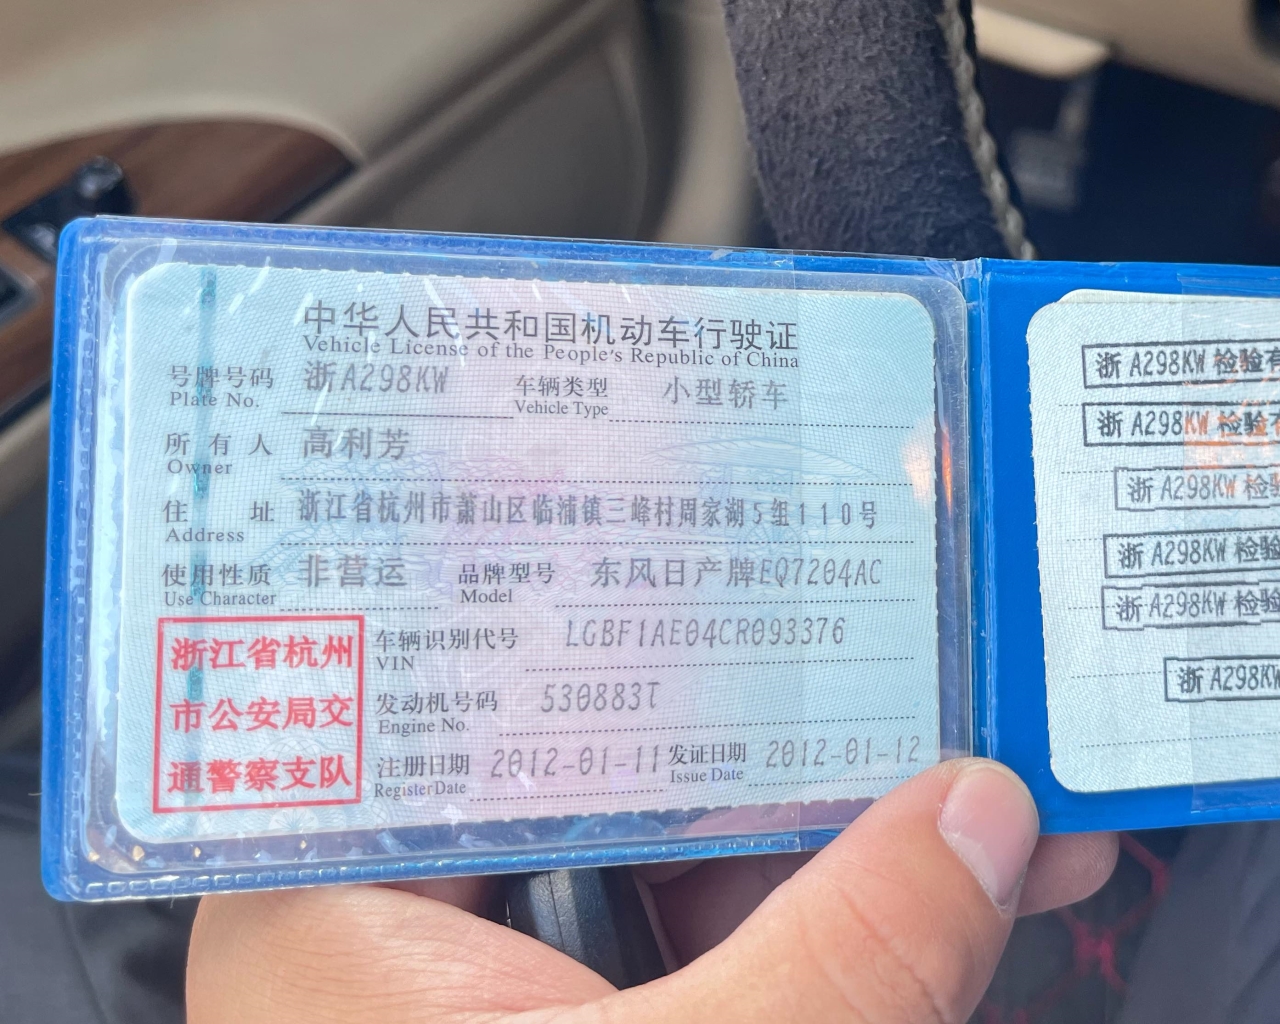 中华人民共和国机动车行驶证
Vehicle License of the People's Republic of China
号牌号码 浙A298KW 车辆类型 小型轿车
Plate No. Vehicle Type
所有人 高利芳
Owner
住址 浙江省杭州市萧山区临浦镇三峰村周家湖5组110号
Address
使用性质 非营运 品牌型号 东风日产牌EQ7204AC
Use Character Model
浙江省杭州
市公安局交
通警察支队
车辆识别代号 LGBF1AE04CR093376
VIN
发动机号码 530883T
Engine No.
注册日期 2012-01-11 发证日期 2012-01-12
Register Date Issue Date
浙A298KW 检验有
浙A298KW 检验
浙A298KW 检
浙A298KW 检验
浙A298KW 检验
浙A298KW